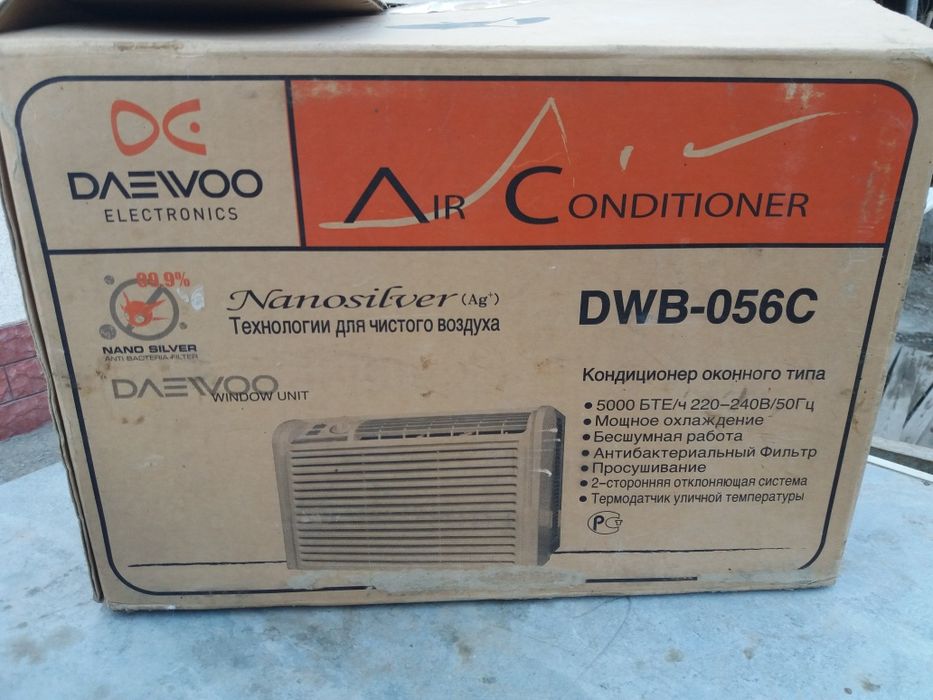 DAEWOO
ELECTRONICS
AIR CONDITIONER
99.9%
NANO SILVER
ANTI BACTERIA FILTER
Nanosilver (Ag⁺)
Технологии для чистого воздуха
DWB-056C
DAEWOO
WINDOW UNIT
Кондиционер оконного типа
• 5000 БТЕ/ч 220–240В/50Гц
• Мощное охлаждение
• Бесшумная работа
• Антибактериальный Фильтр
• Просушивание
• 2–сторонняя отклоняющая система
• Термодатчик уличной температуры